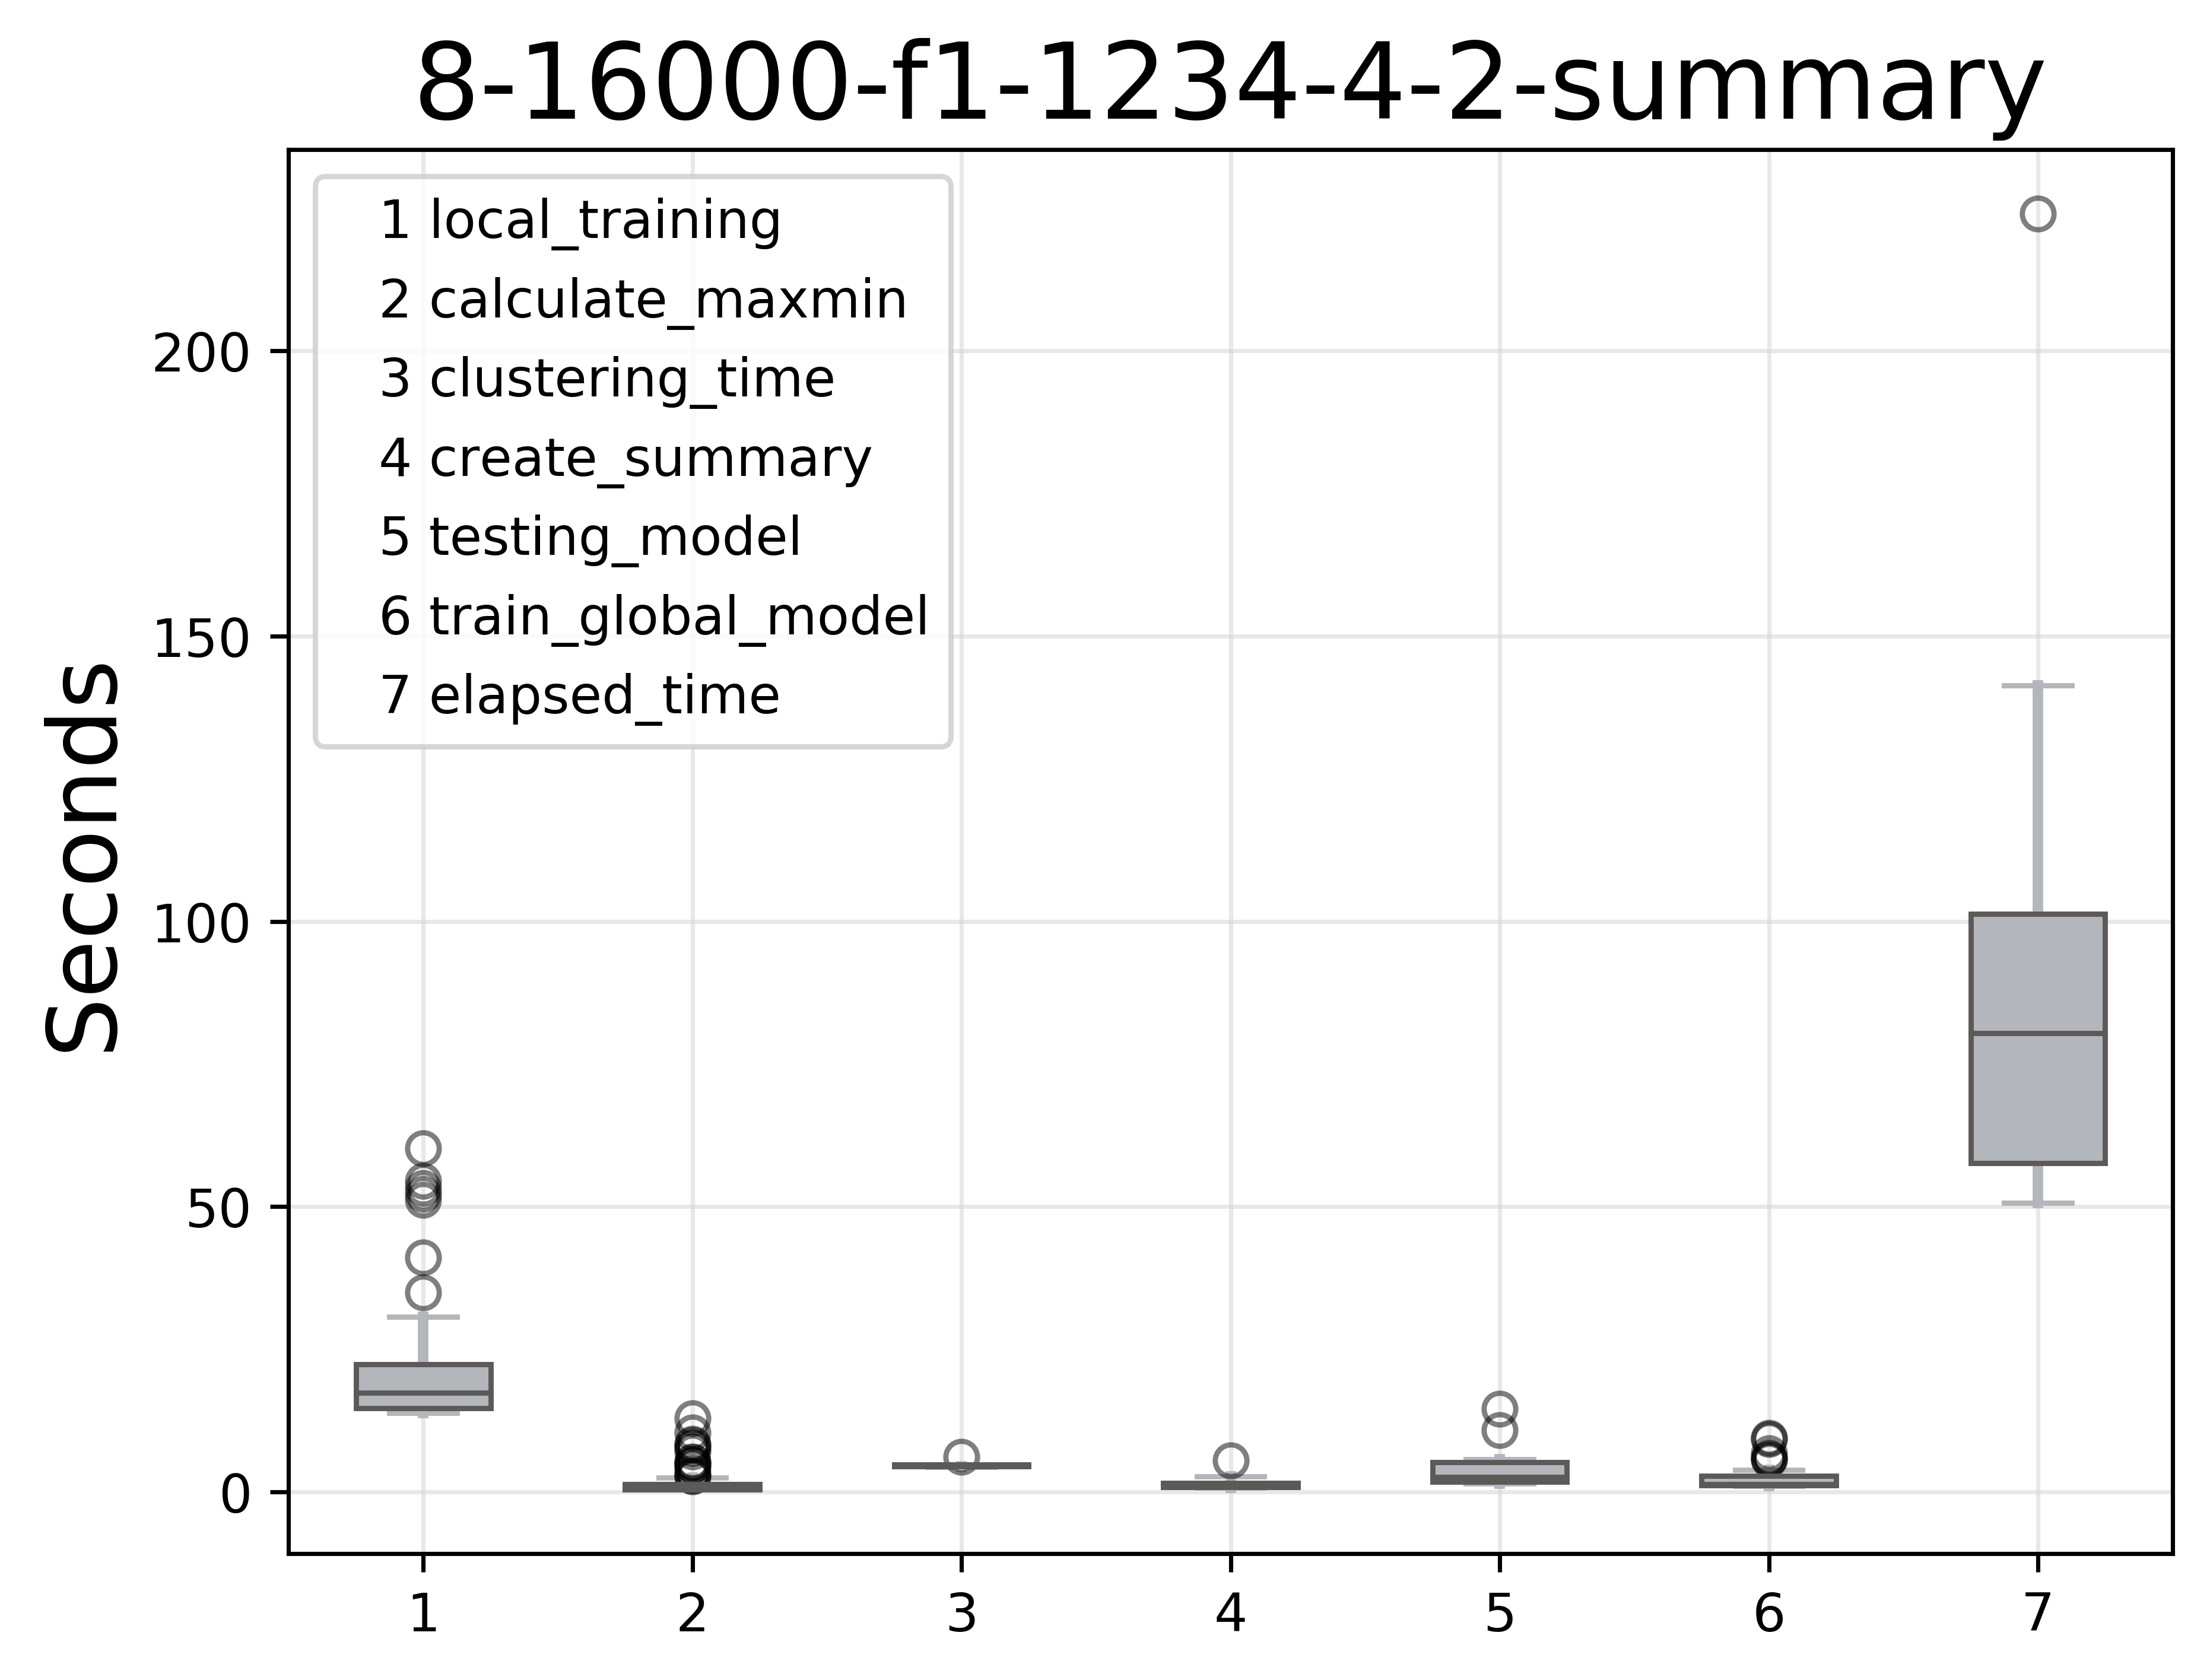 8-16000-f1-1234-4-2-summary
1 local_training
2 calculate_maxmin
3 clustering_time
4 create_summary
5 testing_model
6 train_global_model
7 elapsed_time
Seconds
200
150
100
50
0
1 2 3 4 5 6 7